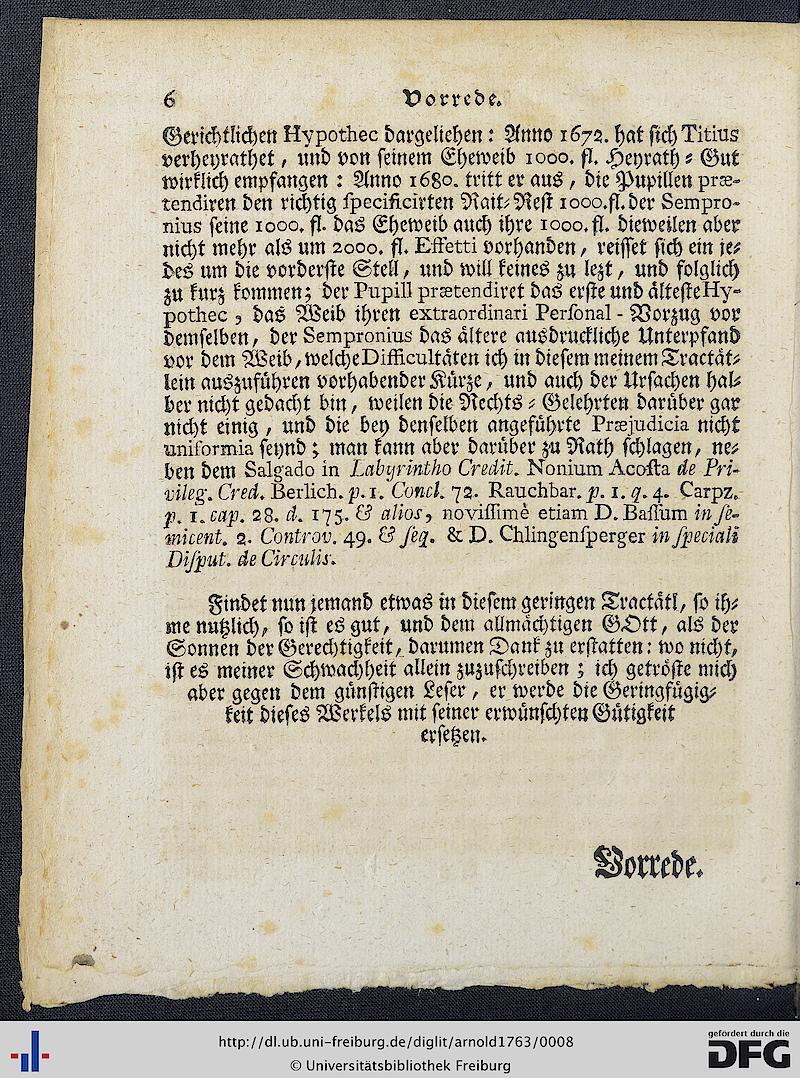 6 Vorrede.
Gerichtlichen Hypothec dargeliehen: Anno 1672. hat sich Titius
verheyrathet, und von seinem Eheweib 1000. fl. Heyrath⸗Gut
würklich empfangen: Anno 1680. tritt er aus, die Pupillen præ-
tendiren den richtig specificirten Rait⸗Rest 1000.fl. der Sempro-
nius seine 1000. fl. das Eheweib auch ihre 1000.fl. dieweilen aber
nicht mehr als um 2000. fl. Effetti vorhanden, reisset sich ein je⸗
des um die vorderste Stell, und will keines zu lezt, und folglich
zu kurz kommen; der Pupill prætendiret das erste und älteste Hy-
pothec, das Weib ihren extraordinari Personal-Vorzug vor
demselben, der Sempronius das ältere ausdruckliche Unterpfand
vor dem Weib, welche Difficultäten ich in diesem meinem Tractät⸗
lein auszuführen vorhabender Kürze, und auch der Ursachen hal⸗
ber nicht gedacht bin, weilen die Rechts⸗Gelehrten darüber gar
nicht einig, und die bey denselben angeführte Præjudicia nicht
uniformia seynd; man kann aber darüber zu Rath schlagen, ne⸗
ben dem Salgado in Labyrintho Credit. Nonium Acosta de Pri-
vileg. Cred. Berlich. p. 1. Concl. 72. Rauchbar. p. 1. q. 4. Carpz.
p. 1. cap. 28. d. 175. & alios, novissimè etiam D. Bassum in se-
micent. 2. Controv. 49. & seq. & D. Chlingensperger in speciali
Disput. de Circulis.
Findet nun jemand etwas in diesem geringen Tractätl, so ih⸗
me nutzlich, so ist es gut, und dem allmächtigen GOtt, als der
Sonnen der Gerechtigkeit, darumen Dank zu erstatten: wo nicht,
ist es meiner Schwachheit allein zuzuschreiben; ich getröste mich
aber gegen dem günstigen Leser, er werde die Geringfügig⸗
keit dieses Werkels mit seiner erwünschten Gütigkeit
ersetzen.
Vorrede.
http://dl.ub.uni-freiburg.de/diglit/arnold1763/0008
© Universitätsbibliothek Freiburg
gefördert durch die
DFG